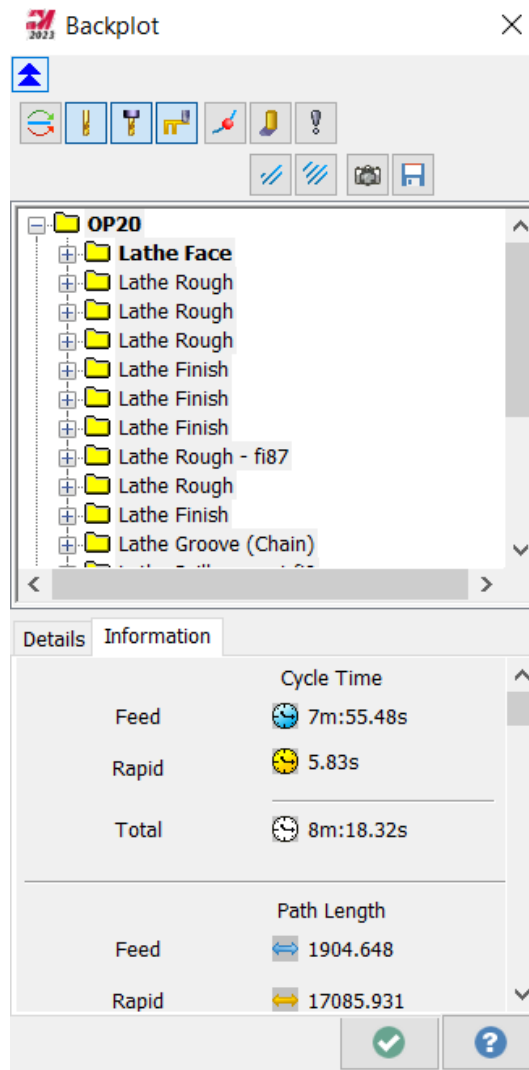 2023 Backplot
OP20
Lathe Face
Lathe Rough
Lathe Rough
Lathe Rough
Lathe Finish
Lathe Finish
Lathe Finish
Lathe Rough - fi87
Lathe Rough
Lathe Finish
Lathe Groove (Chain)
Details Information
Cycle Time
Feed 7m:55.48s
Rapid 5.83s
Total 8m:18.32s
Path Length
Feed 1904.648
Rapid 17085.931